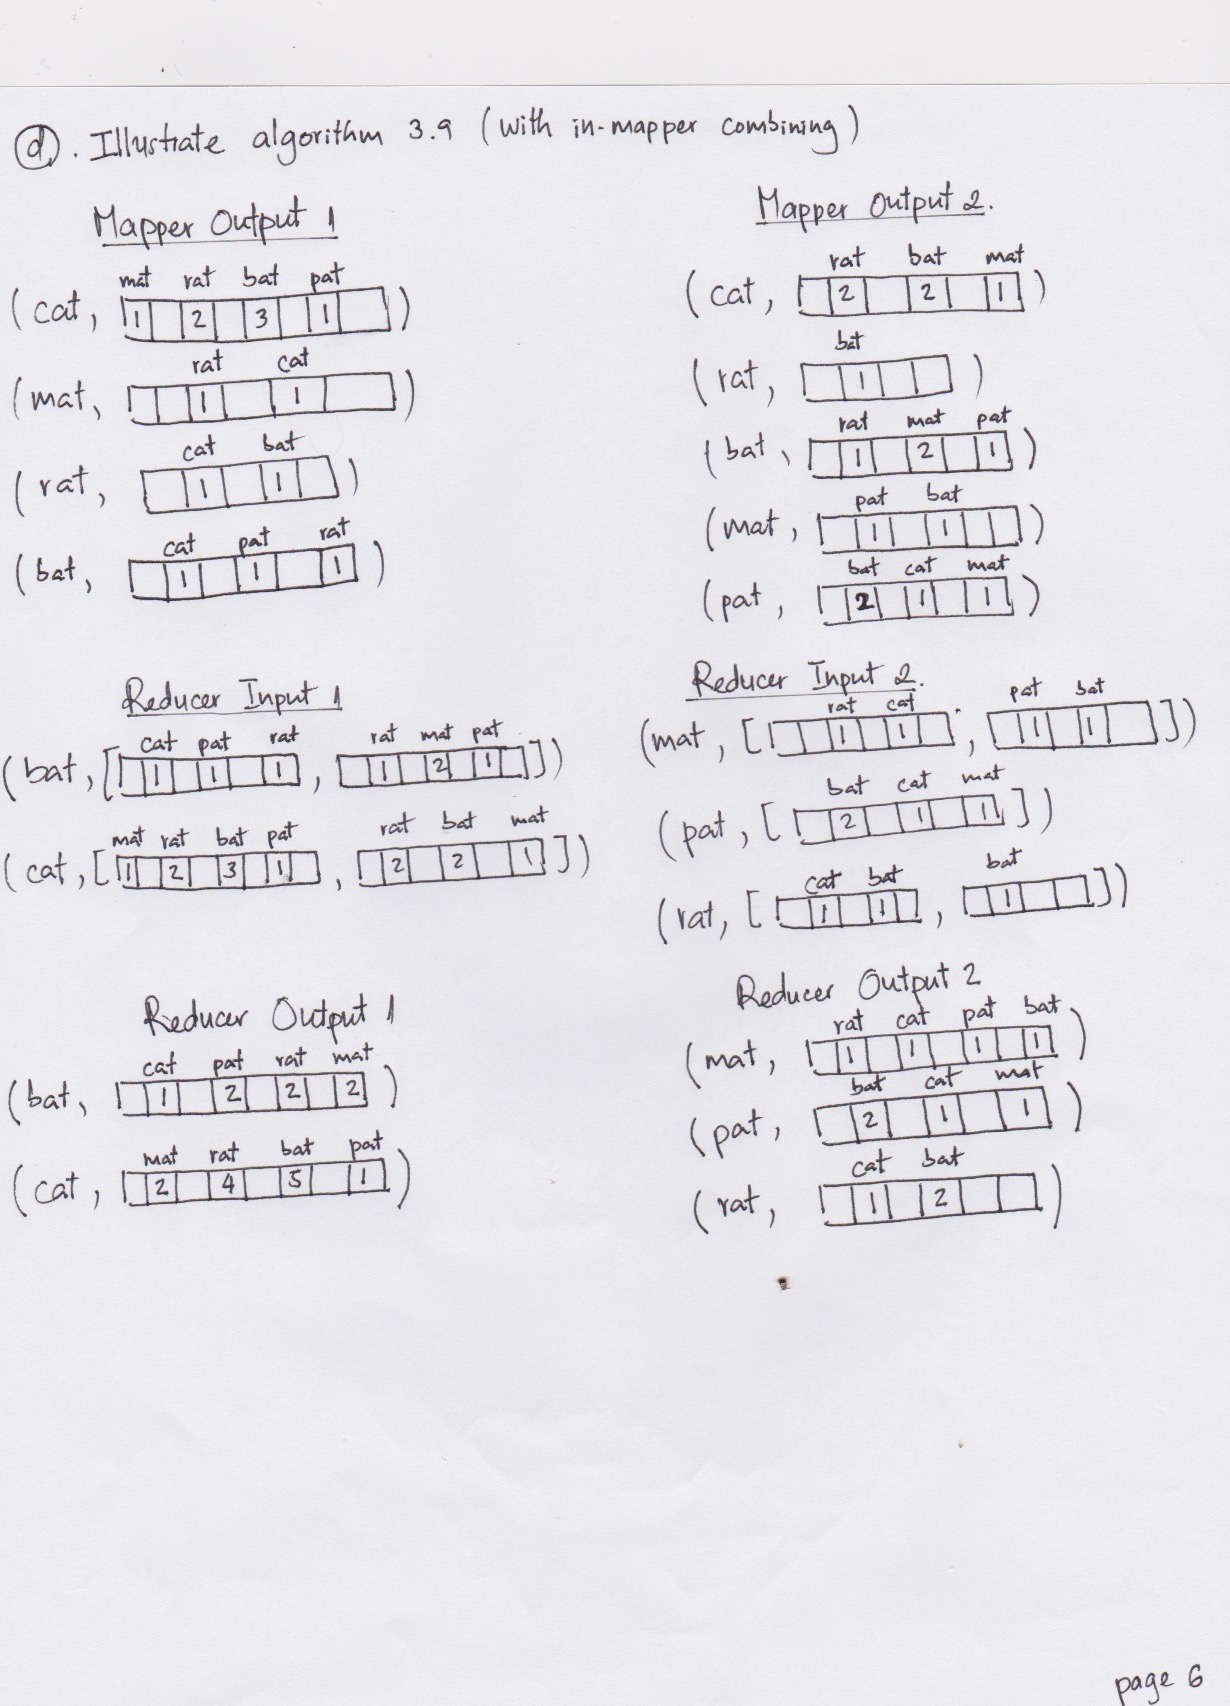 d. Illustrate algorithm 3.9 (with in-mapper combining)
Mapper Output 1
mat rat bat pat
(cat, 1 2 3 1 )
rat cat
(mat, 1 1 )
cat bat
(rat, 1 1 )
cat pat rat
(bat, 1 1 1 )
Mapper Output 2.
rat bat mat
(cat, 2 2 1 )
bat
(rat, 1 )
rat mat pat
(bat, 1 2 1 )
pat bat
(mat, 1 1 )
bat cat mat
(pat, 2 1 1 )
Reducer Input 1
cat pat rat rat mat pat
(bat, [ 1 1 1 , 1 2 1 ])
mat rat bat pat rat bat mat
(cat, [ 1 2 3 1 , 2 2 1 ])
Reducer Input 2.
rat cat pat bat
(mat, [ 1 1 , 1 1 ])
bat cat mat
(pat, [ 2 1 1 ])
cat bat bat
(rat, [ 1 1 , 1 ])
Reducer Output 1
cat pat rat mat
(bat, 1 2 2 2 )
mat rat bat pat
(cat, 2 4 5 1 )
Reducer Output 2
rat cat pat bat
(mat, 1 1 1 1 )
bat cat mat
(pat, 2 1 1 )
cat bat
(rat, 1 2 )
page 6